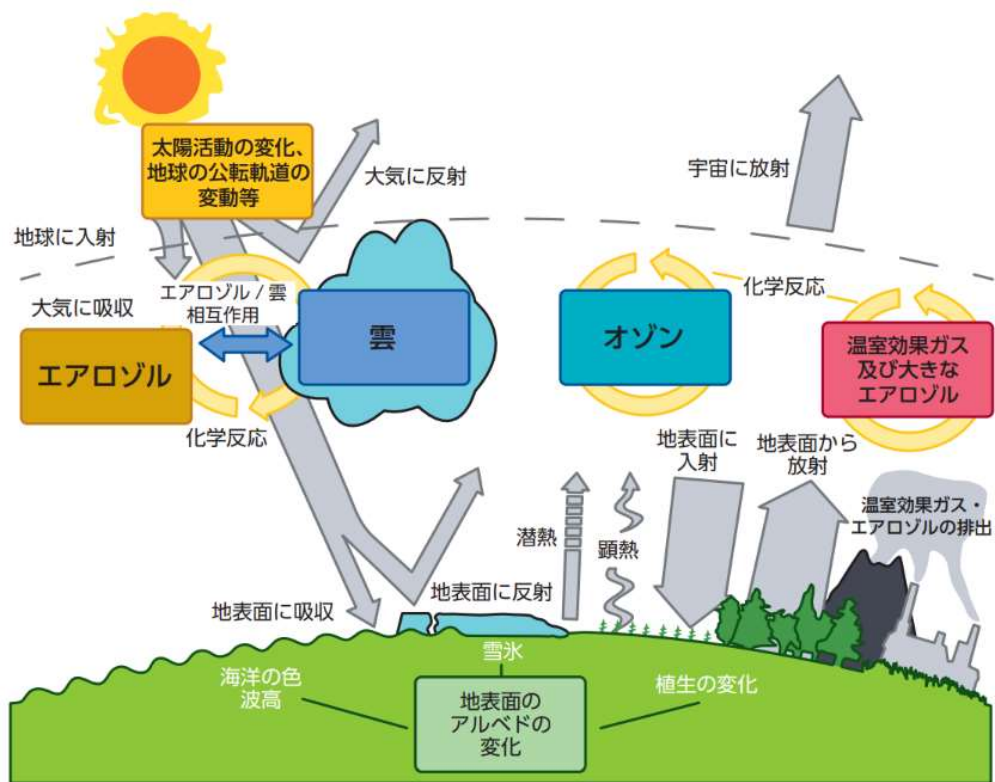 太陽活動の変化、
地球の公転軌道の
変動等
大気に反射
宇宙に放射
地球に入射
大気に吸収
エアロゾル / 雲
相互作用
化学反応
エアロゾル
雲
オゾン
温室効果ガス
及び大きな
エアロゾル
化学反応
地表面に
入射
地表面から
放射
温室効果ガス・
エアロゾルの排出
潜熱
顕熱
地表面に吸収
地表面に反射
雪氷
海洋の色
波高
植生の変化
地表面の
アルベドの
変化